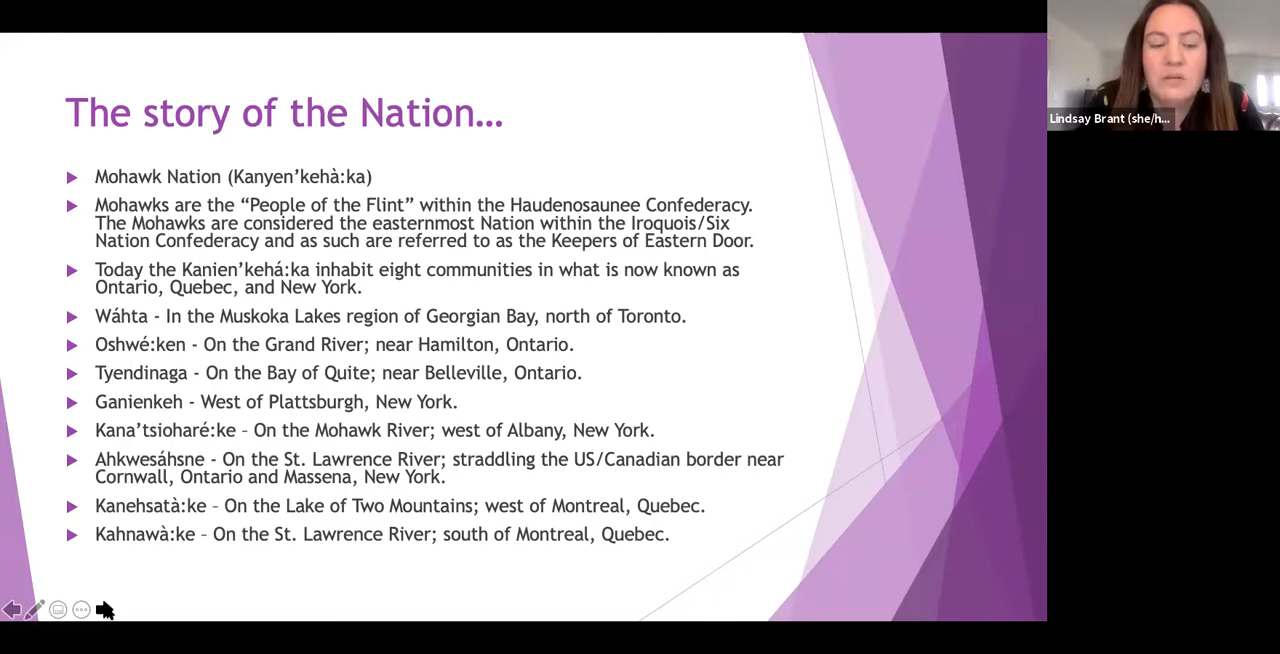 The story of the Nation…
Mohawk Nation (Kanyen’kehà:ka)
Mohawks are the “People of the Flint” within the Haudenosaunee Confederacy.
The Mohawks are considered the easternmost Nation within the Iroquois/Six
Nation Confederacy and as such are referred to as the Keepers of Eastern Door.
Today the Kanien’kehá:ka inhabit eight communities in what is now known as
Ontario, Quebec, and New York.
Wáhta - In the Muskoka Lakes region of Georgian Bay, north of Toronto.
Oshwé:ken - On the Grand River; near Hamilton, Ontario.
Tyendinaga - On the Bay of Quite; near Belleville, Ontario.
Ganienkeh - West of Plattsburgh, New York.
Kana’tsioharé:ke – On the Mohawk River; west of Albany, New York.
Ahkwesáhsne - On the St. Lawrence River; straddling the US/Canadian border near
Cornwall, Ontario and Massena, New York.
Kanehsatà:ke – On the Lake of Two Mountains; west of Montreal, Quebec.
Kahnawà:ke – On the St. Lawrence River; south of Montreal, Quebec.
Lindsay Brant (she/h...